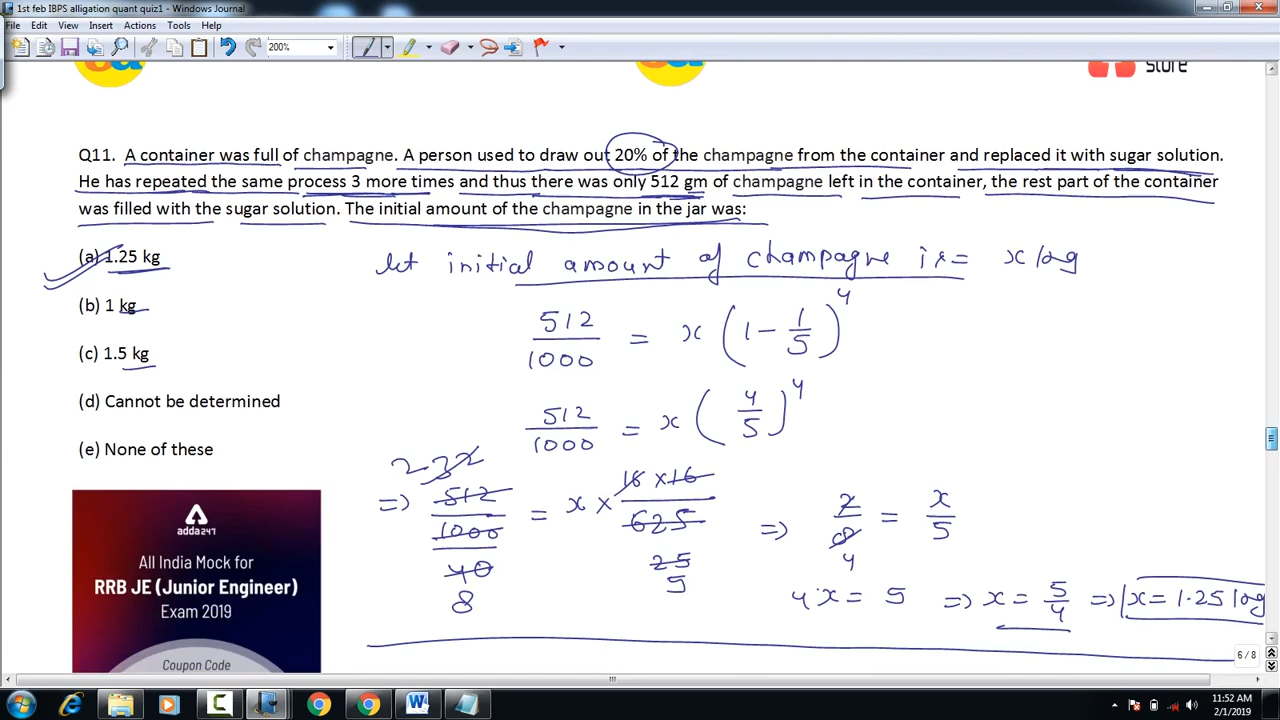 1st feb IBPS alligation quant quiz1 - Windows Journal
File Edit View Insert Actions Tools Help
200%
Store
Q11. A container was full of champagne. A person used to draw out 20% of the champagne from the container and replaced it with sugar solution.
He has repeated the same process 3 more times and thus there was only 512 gm of champagne left in the container, the rest part of the container
was filled with the sugar solution. The initial amount of the champagne in the jar was:
(a) 1.25 kg
let initial amount of champagne is = x kg
(b) 1 kg
512/1000 = x (1 - 1/5)^4
(c) 1.5 kg
(d) Cannot be determined
512/1000 = x (4/5)^4
(e) None of these
2 32
=> 512/1000 = x × 16 × 16/625 => 2/8 = x/5
40 25 4
8 5
4x = 5 => x = 5/4 => x = 1.25 kg
adda247
All India Mock for
RRB JE (Junior Engineer)
Exam 2019
Coupon Code
6 / 8
11:52 AM
2/1/2019